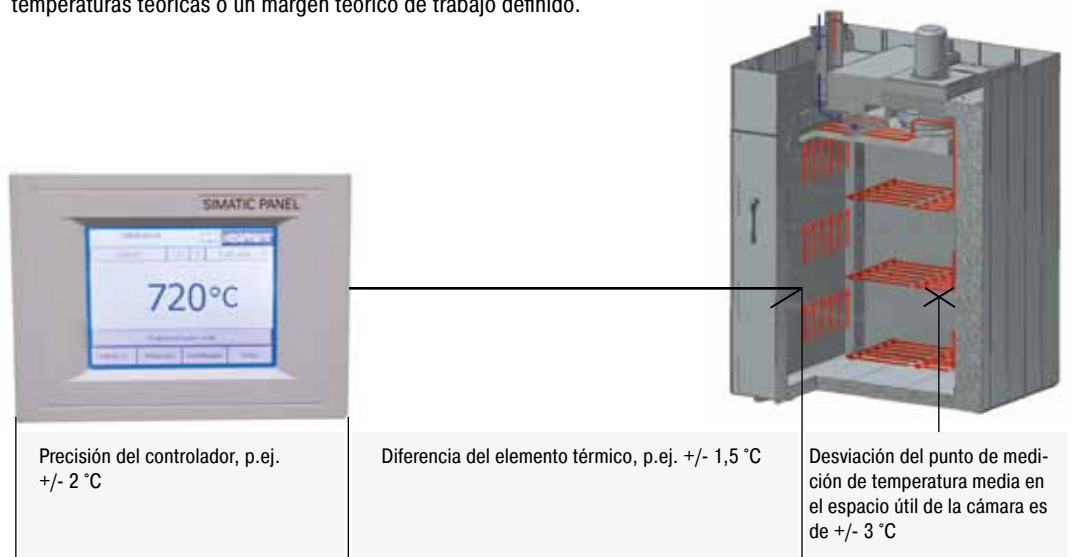 temperaturas teóricas o un margen teórico de trabajo definido.
SIMATIC PANEL
720°C
Precisión del controlador, p.ej.
+/- 2 ˚C
Diferencia del elemento térmico, p.ej. +/- 1,5 ˚C
Desviación del punto de medi-
ción de temperatura media en
el espacio útil de la cámara es
de +/- 3 ˚C